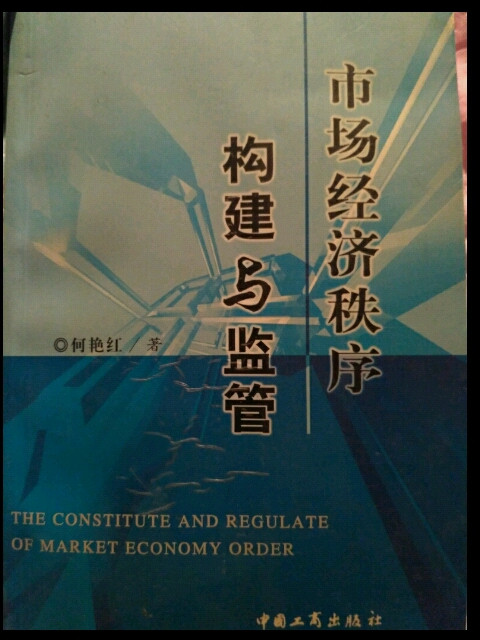 市场经济秩序
构建与监管
◎何艳红/著
THE CONSTITUTE AND REGULATE
OF MARKET ECONOMY ORDER
中国工商出版社